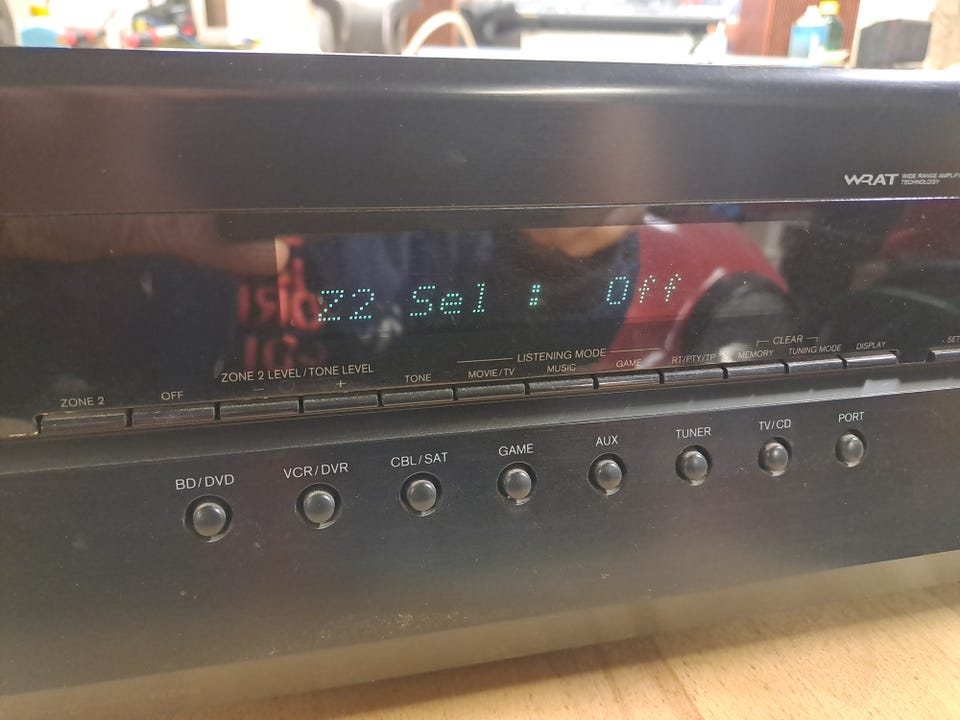 WRAT WIDE RANGE AMPLIFI
TECHNOLOGY
Z2 Sel : Off
CLEAR
LISTENING MODE
ZONE 2 LEVEL/TONE LEVEL
ZONE 2 OFF − + TONE MOVIE/TV MUSIC GAME RT/PTY/TP MEMORY TUNING MODE DISPLAY
BD/DVD VCR/DVR CBL/SAT GAME AUX TUNER TV/CD PORT